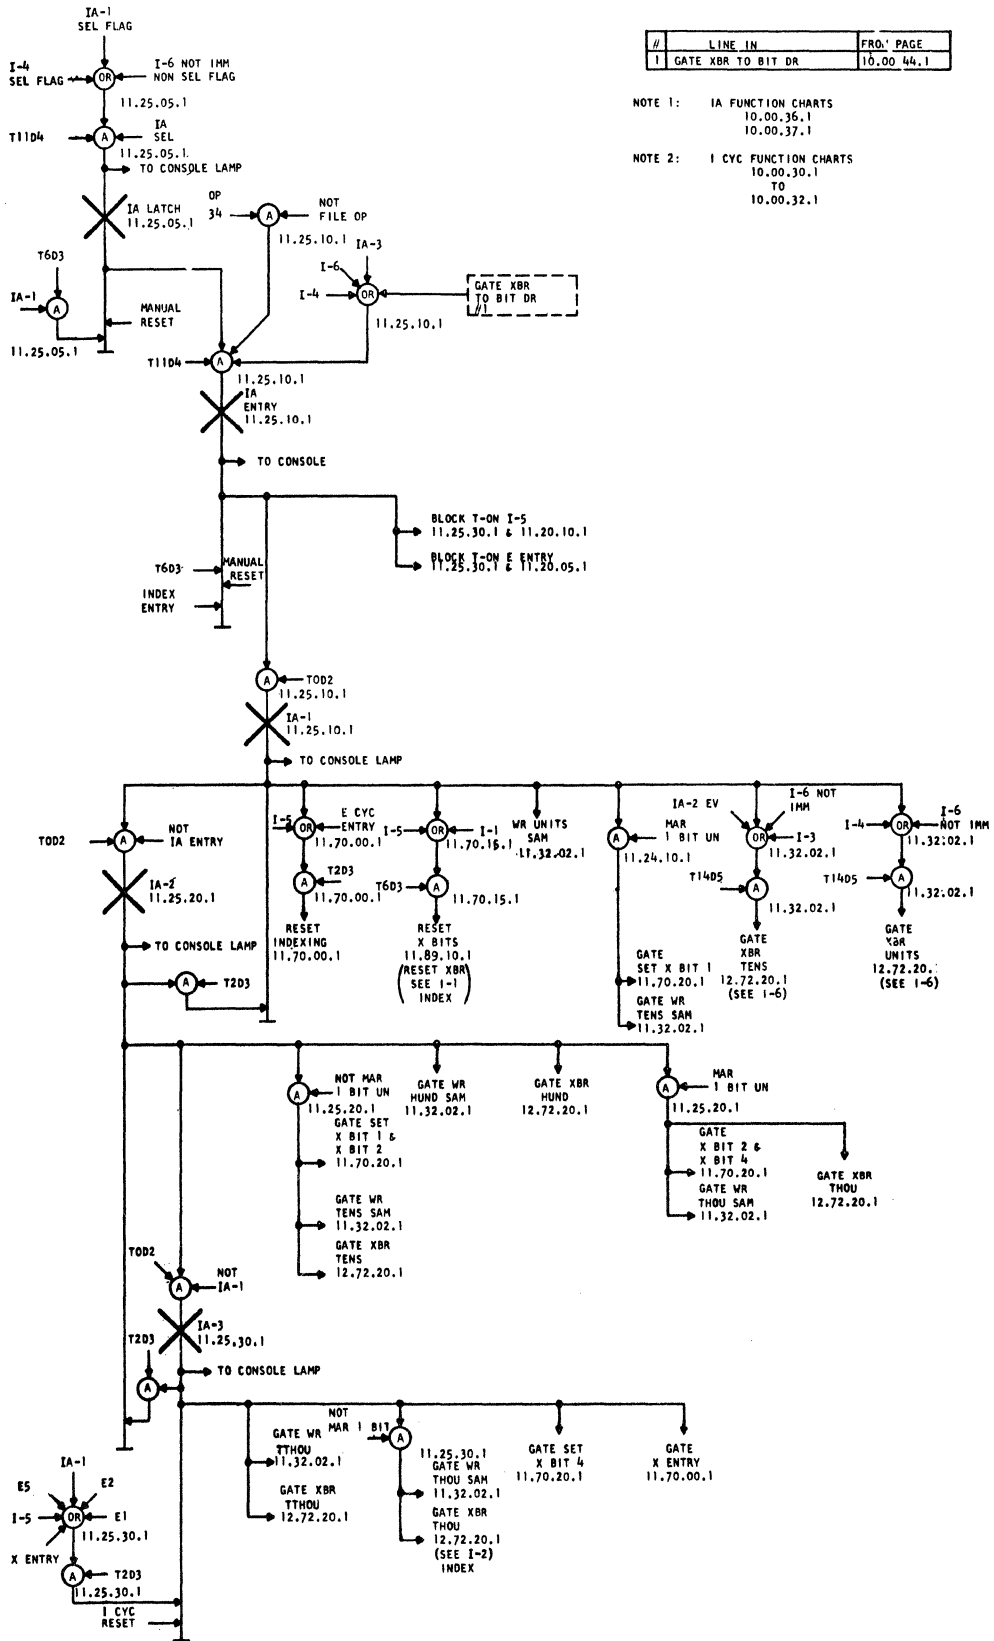 IA-1
SEL FLAG
I-4
SEL FLAG
OR
I-6 NOT IMM
NON SEL FLAG
11.25.05.1
T11D4
A
IA
SEL
11.25.05.1
TO CONSOLE LAMP
IA LATCH
11.25.05.1
T6D3
IA-1
A
MANUAL
RESET
11.25.05.1
# LINE IN FROM PAGE
1 GATE XBR TO BIT DR 10.00 44.1
NOTE 1: IA FUNCTION CHARTS
10.00.36.1
10.00.37.1
NOTE 2: I CYC FUNCTION CHARTS
10.00.30.1
TO
10.00.32.1
OP
34
A
NOT
FILE OP
11.25.10.1
IA-3
I-6
I-4
OR
11.25.10.1
GATE XBR
TO BIT DR
#1
T11D4
A
11.25.10.1
IA
ENTRY
11.25.10.1
TO CONSOLE
BLOCK T-ON I-5
11.25.30.1 & 11.20.10.1
BLOCK T-ON E ENTRY
11.25.30.1 & 11.20.05.1
T6D3
MANUAL
RESET
INDEX
ENTRY
A
TOD2
11.25.10.1
IA-1
11.25.10.1
TO CONSOLE LAMP
TOD2
A
NOT
IA ENTRY
IA-2
11.25.20.1
TO CONSOLE LAMP
A
T2D3
I-5
OR
E CYC
ENTRY
11.70.00.1
A
T2D3
11.70.00.1
RESET
INDEXING
11.70.00.1
I-5
OR
I-1
11.70.15.1
T6D3
A
11.70.15.1
RESET
X BITS
11.89.10.1
(RESET XBR)
SEE I-1
INDEX
WR UNITS
SAM
11.32.02.1
A
MAR
1 BIT UN
11.24.10.1
GATE
SET X BIT 1
11.70.20.1
GATE WR
TENS SAM
11.32.02.1
IA-2 EV
I-6 NOT
IMM
OR
I-3
11.32.02.1
T14D5
A
11.32.02.1
GATE
XBR
TENS
12.72.20.1
(SEE I-6)
I-4
OR
I-6
NOT IMM
11.32.02.1
T14D5
A
11.32.02.1
GATE
XBR
UNITS
12.72.20.
(SEE I-6)
A
NOT MAR
1 BIT UN
11.25.20.1
GATE SET
X BIT 1 &
X BIT 2
11.70.20.1
GATE WR
TENS SAM
11.32.02.1
GATE XBR
TENS
12.72.20.1
GATE WR
HUND SAM
11.32.02.1
GATE XBR
HUND
12.72.20.1
A
MAR
1 BIT UN
11.25.20.1
GATE
X BIT 2 &
X BIT 4
11.70.20.1
GATE WR
THOU SAM
11.32.02.1
GATE XBR
THOU
12.72.20.1
TOD2
A
NOT
IA-1
IA-3
11.25.30.1
T2D3
A
TO CONSOLE LAMP
GATE WR
TTHOU
11.32.02.1
GATE XBR
TTHOU
12.72.20.1
NOT
MAR 1 BIT
A
11.25.30.1
GATE WR
THOU SAM
11.32.02.1
GATE XBR
THOU
12.72.20.1
(SEE I-2)
INDEX
GATE SET
X BIT 4
11.70.20.1
GATE
X ENTRY
11.70.00.1
IA-1
E5
E2
I-5
OR
E1
11.25.30.1
X ENTRY
A
T2D3
11.25.30.1
I CYC
RESET